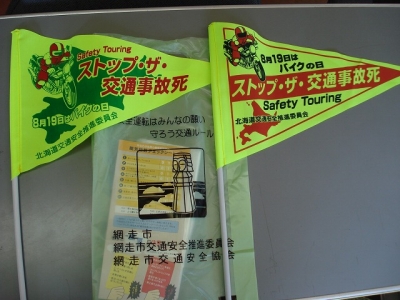 Safety Touring
ストップ・ザ・
交通事故死
8月19日はバイクの日
北海道交通安全推進委員会
8月19日は
バイクの日
ストップ・ザ・交通事故死
Safety Touring
北海道交通安全推進委員会
全運転はみんなの願い
守ろう交通ルール
網走市
網走市交通安全推進委員会
網走市交通安全協会